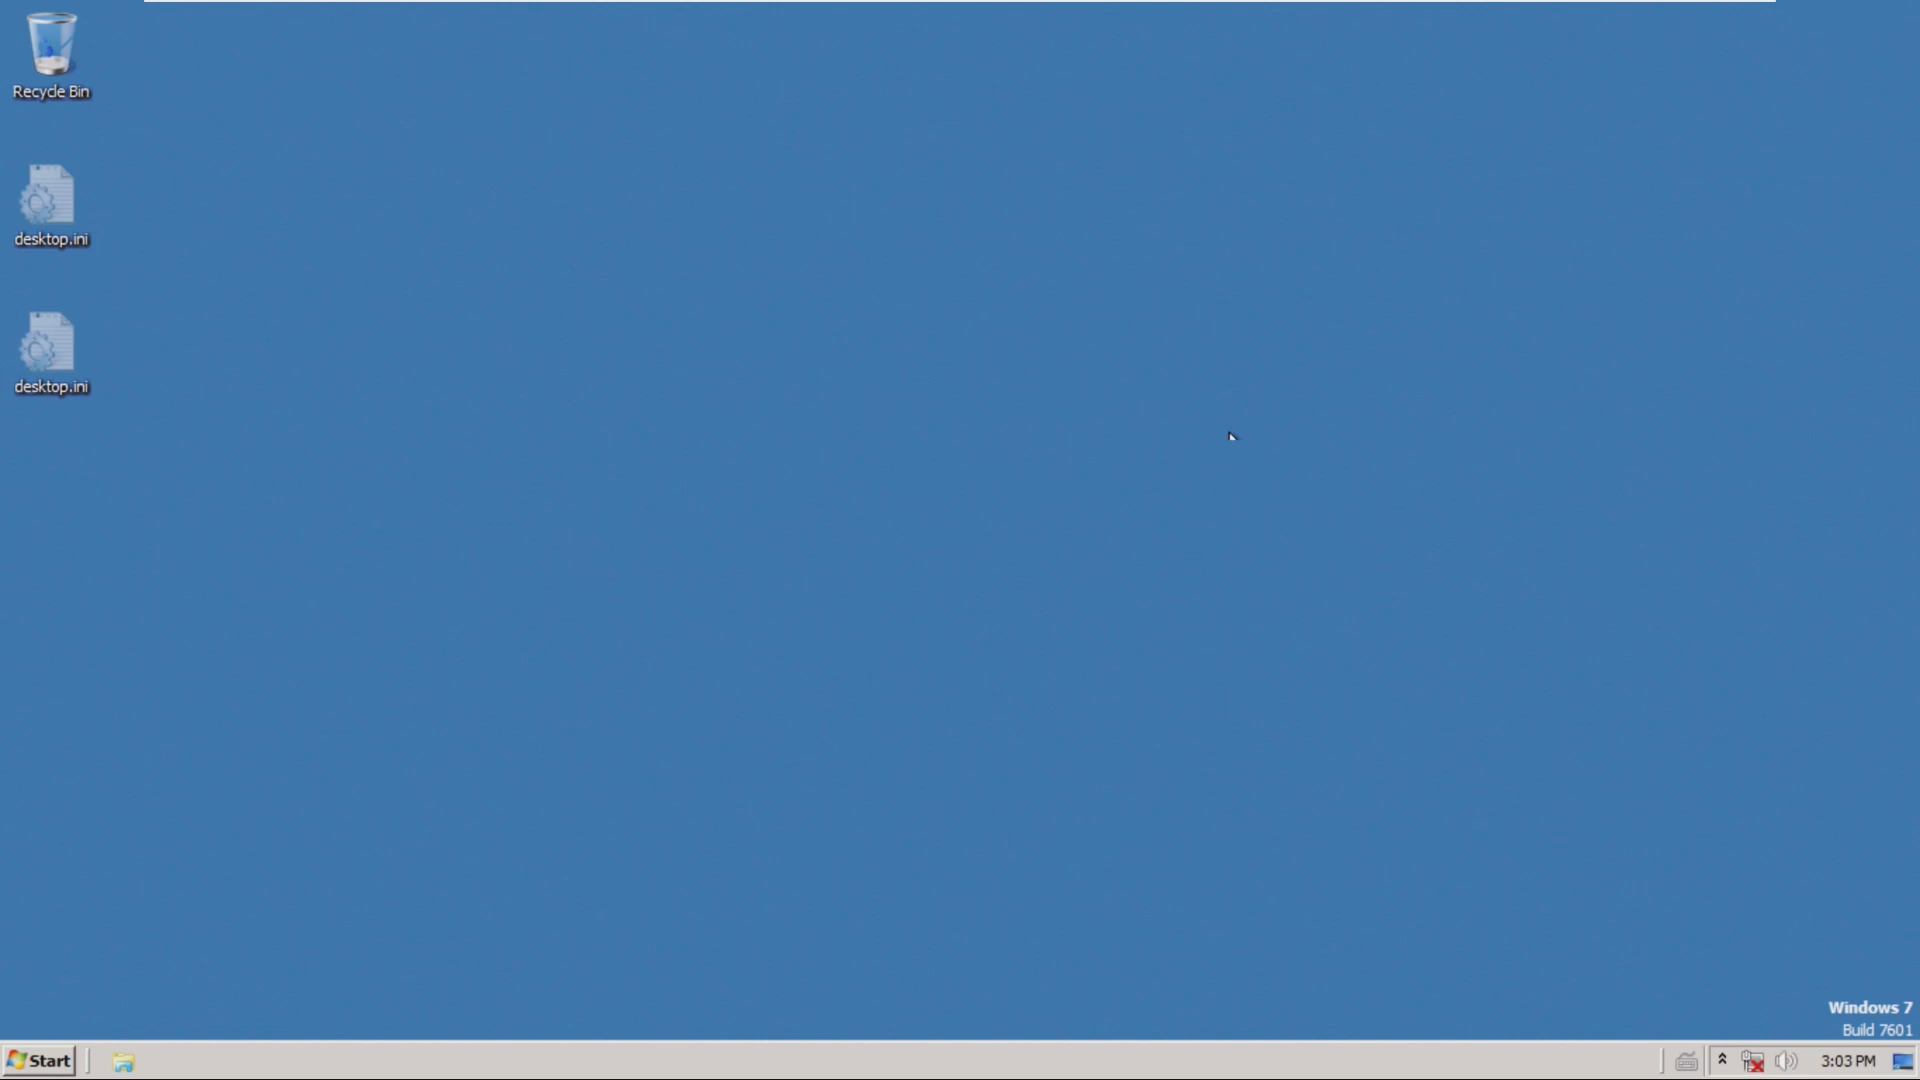 Recycle Bin
desktop.ini
desktop.ini
Windows 7
Build 7601
Start
3:03 PM